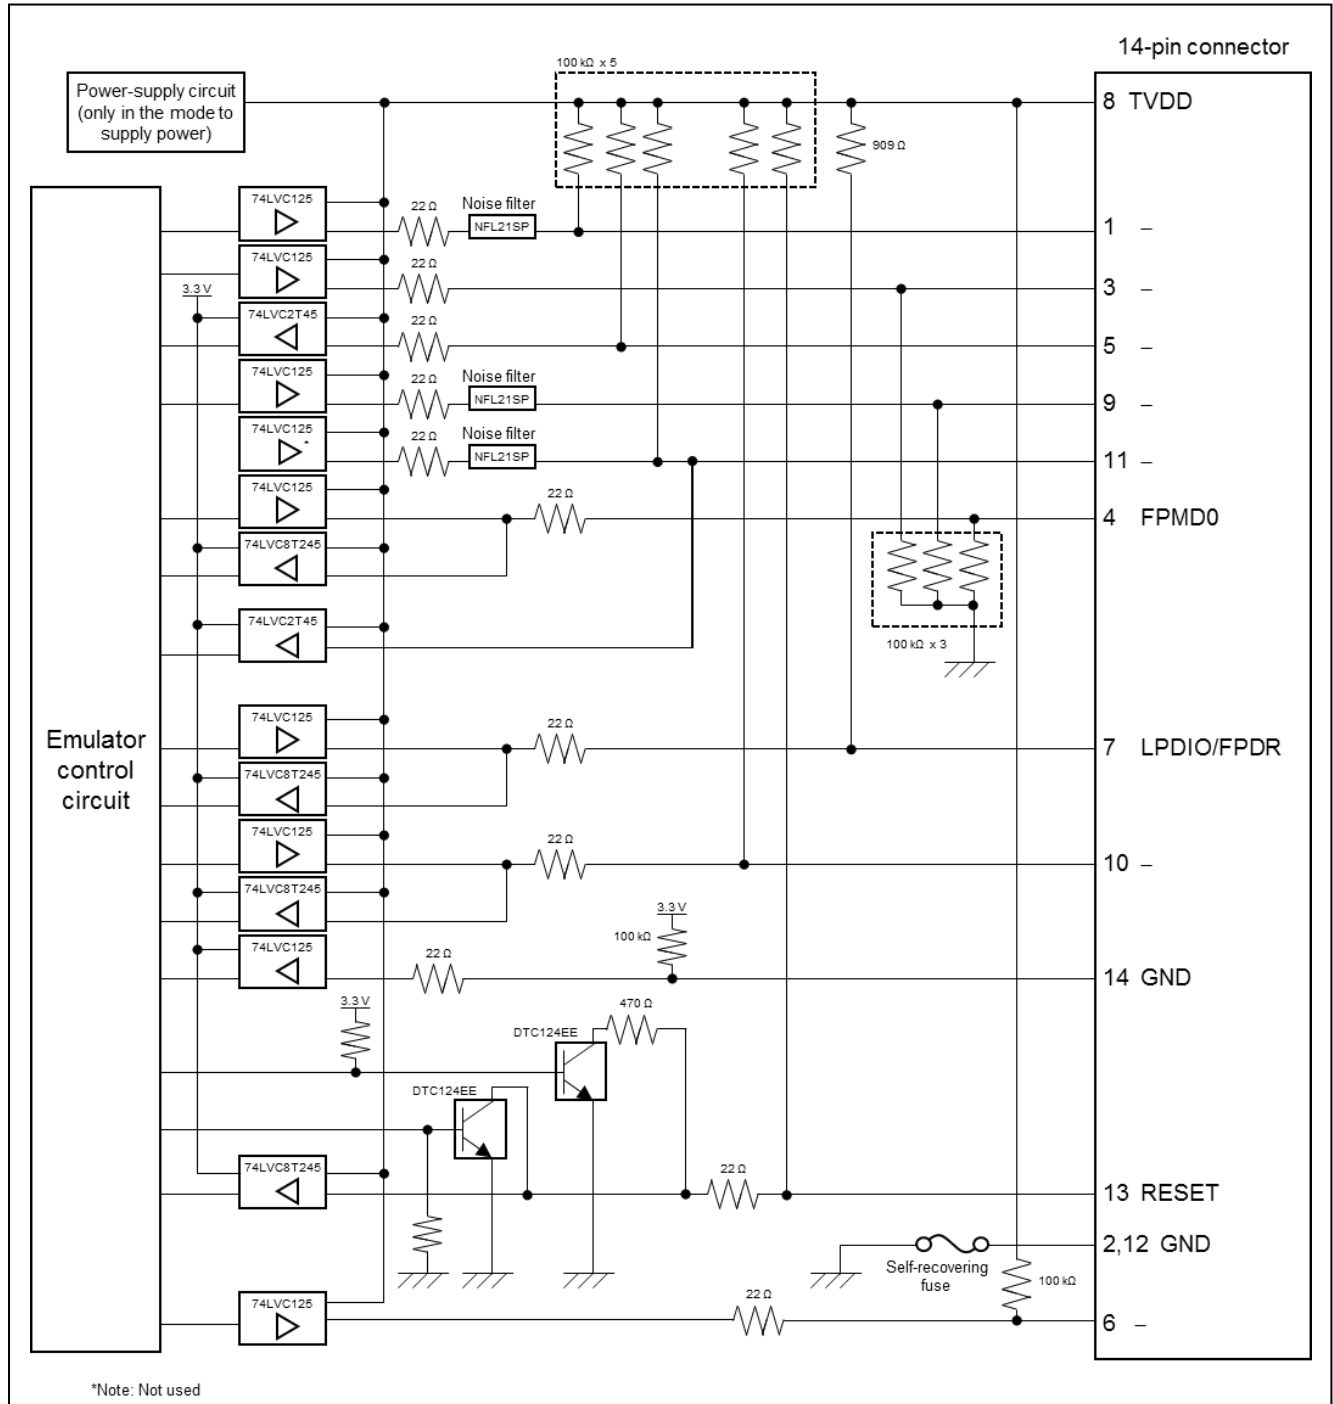 14-pin connector
100 kΩ x 5
Power-supply circuit
(only in the mode to
supply power)
8 TVDD
909 Ω
74LVC125
22 Ω
Noise filter
NFL21SP
1 –
74LVC125
22 Ω
3 –
3.3 V
74LVC2T45
22 Ω
5 –
74LVC125
22 Ω
Noise filter
NFL21SP
9 –
74LVC125
*
22 Ω
Noise filter
NFL21SP
11 –
74LVC125
22 Ω
4 FPMD0
74LVC8T245
74LVC2T45
100 kΩ x 3
Emulator
control
circuit
74LVC125
22 Ω
7 LPDIO/FPDR
74LVC8T245
74LVC125
22 Ω
10 –
74LVC8T245
3.3 V
100 kΩ
74LVC125
22 Ω
14 GND
3.3 V
470 Ω
DTC124EE
DTC124EE
74LVC8T245
22 Ω
13 RESET
2,12 GND
Self-recovering
fuse
100 kΩ
74LVC125
22 Ω
6 –
*Note: Not used